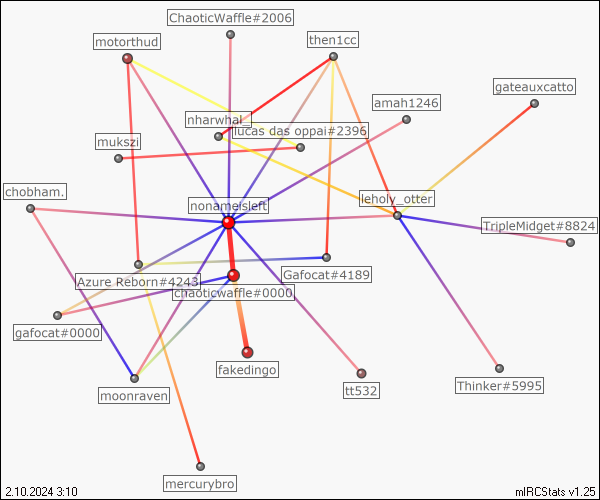 ChaoticWaffle#2006
motorthud
then1cc
gateauxcatto
amah1246
nharwhal_
lucas das oppai#2396
mukszi
chobham.
nonameisleft
leholy_otter
TripleMidget#8824
Azure Reborn#4243
Gafocat#4189
chaoticwaffle#0000
gafocat#0000
fakedingo
moonraven
tt532
Thinker#5995
mercurybro
2.10.2024 3:10
mIRCStats v1.25